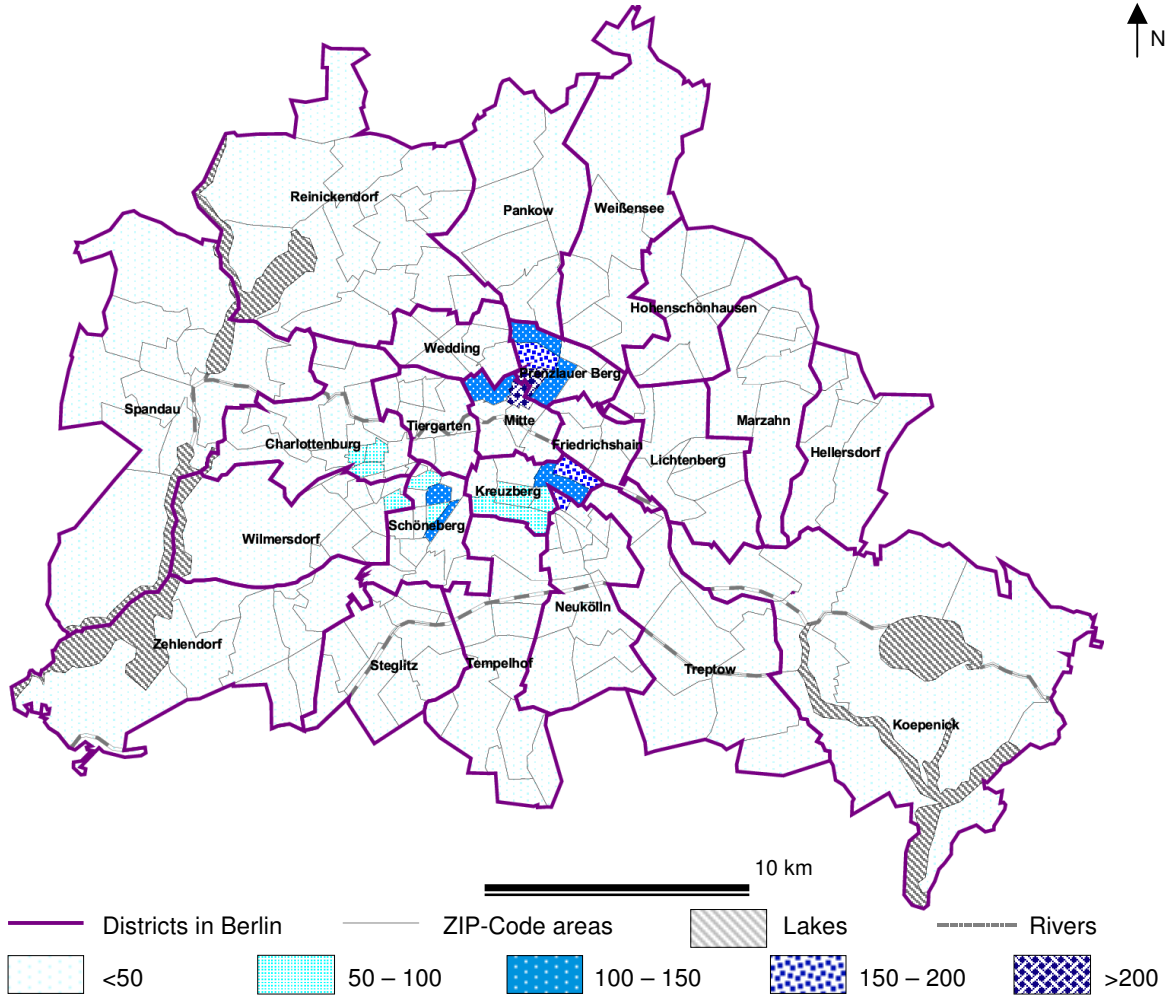 N
Reinickendorf
Pankow
Weißensee
Hohenschönhausen
Wedding
Prenzlauer Berg
Spandau
Mitte
Tiergarten
Marzahn
Charlottenburg
Friedrichshain
Hellersdorf
Lichtenberg
Kreuzberg
Schöneberg
Wilmersdorf
Neukölln
Zehlendorf
Steglitz
Tempelhof
Treptow
Koepenick
10 km
Districts in Berlin
ZIP-Code areas
Lakes
Rivers
<50
50 – 100
100 – 150
150 – 200
>200